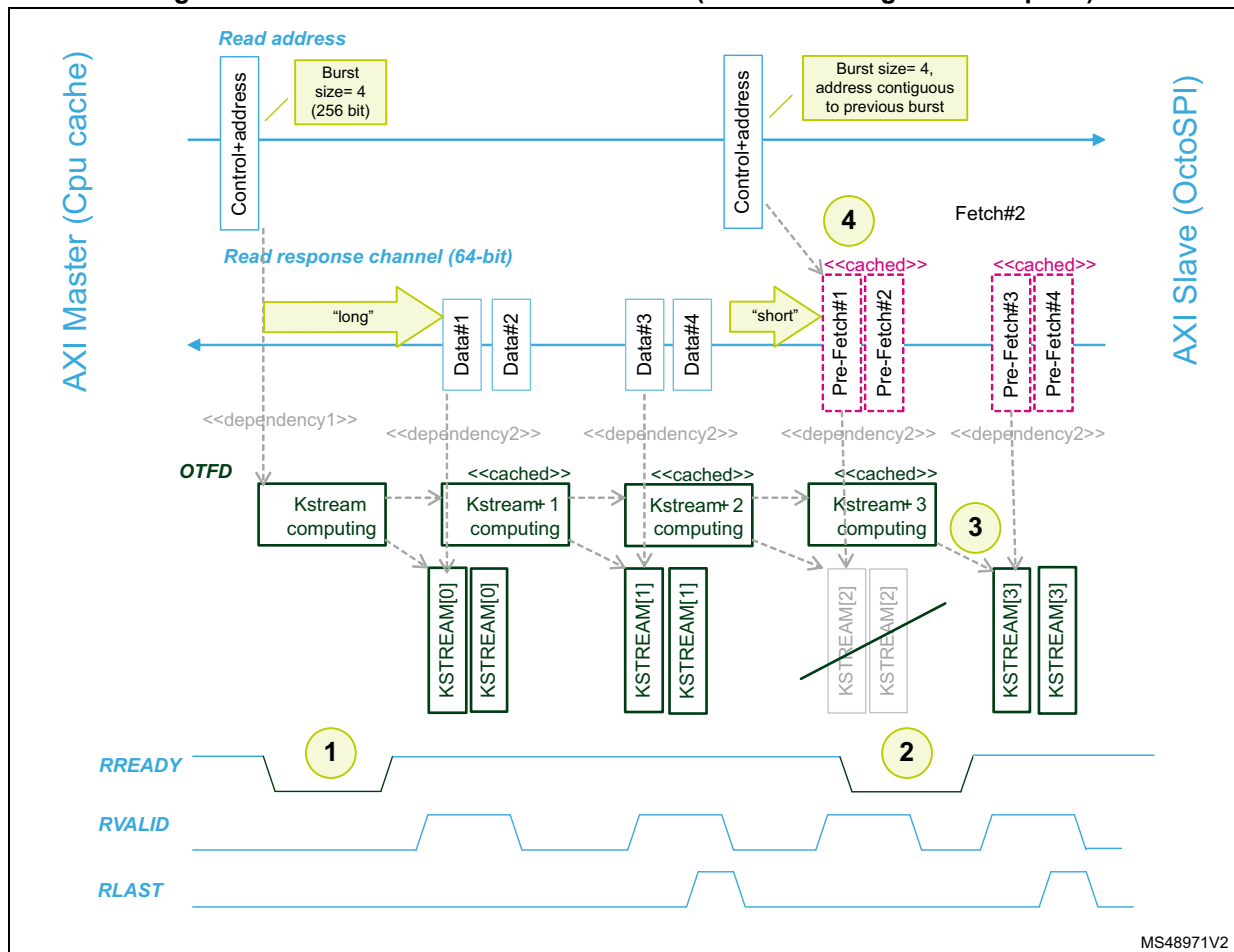 Read address
Burst
size= 4
(256 bit)
Burst size= 4,
address contiguous
to previous burst
Control+address
Control+address
AXI Master (Cpu cache)
AXI Slave (OctoSPI)
4
Fetch#2
Read response channel (64-bit)
<<cached>>
<<cached>>
"long"
Data#1
Data#2
Data#3
Data#4
"short"
Pre-Fetch#1
Pre-Fetch#2
Pre-Fetch#3
Pre-Fetch#4
<<dependency1>>
<<dependency2>>
<<dependency2>>
<<dependency2>>
<<dependency2>>
OTFD
<<cached>>
<<cached>>
<<cached>>
Kstream
computing
Kstream+ 1
computing
Kstream+ 2
computing
Kstream+ 3
computing
3
KSTREAM[0]
KSTREAM[0]
KSTREAM[1]
KSTREAM[1]
KSTREAM[2]
KSTREAM[2]
KSTREAM[3]
KSTREAM[3]
1
2
RREADY
RVALID
RLAST
MS48971V2